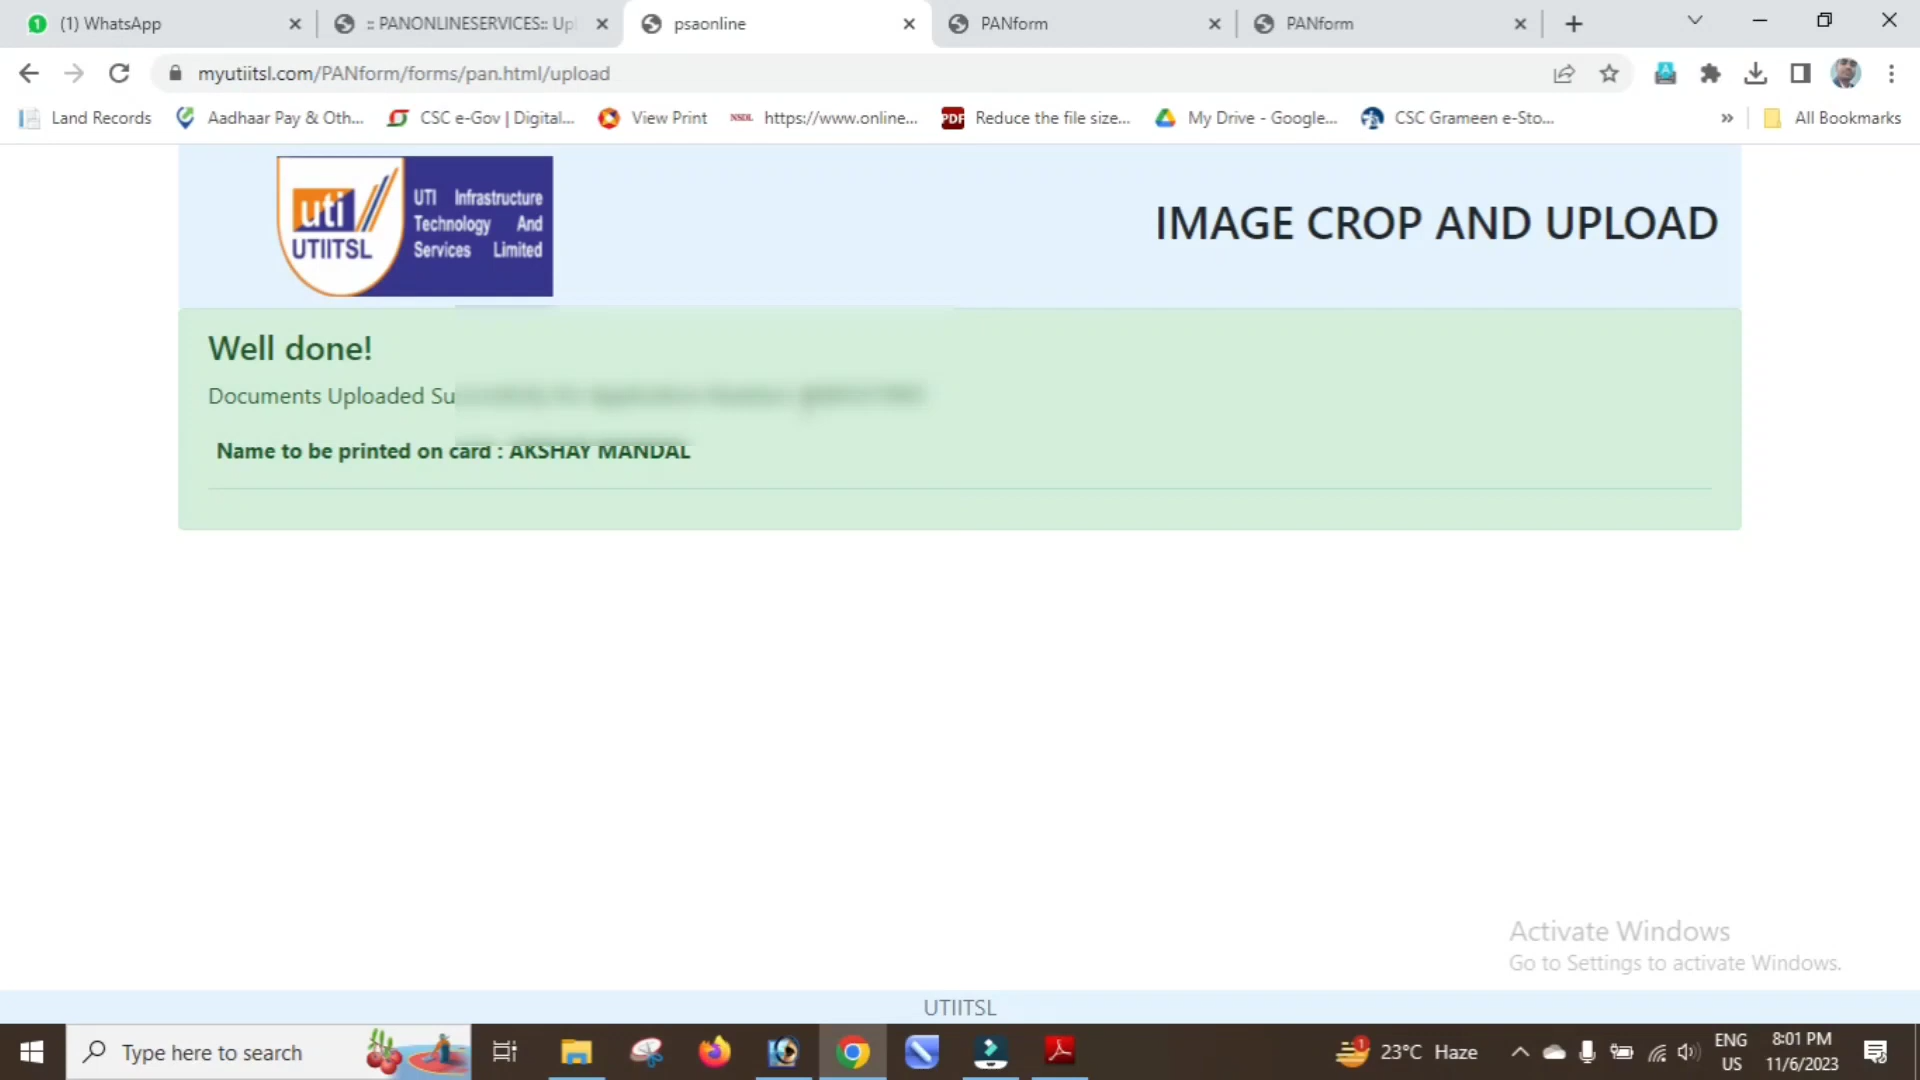 (1) WhatsApp
:: PANONLINESERVICES:: Upl
psaonline
PANform
PANform
myutiitsl.com/PANform/forms/pan.html/upload
Land Records
Aadhaar Pay & Oth...
CSC e-Gov | Digital...
View Print
NSDL https://www.online...
PDF Reduce the file size...
My Drive - Google...
CSC Grameen e-Sto...
» All Bookmarks
uti
UTIITSL
UTI Infrastructure
Technology And
Services Limited
IMAGE CROP AND UPLOAD
Well done!
Documents Uploaded
Name to be printed on card : AKSHAY MANDAL
Activate Windows
Go to Settings to activate Windows.
UTIITSL
Type here to search
23°C Haze
ENG
US
8:01 PM
11/6/2023